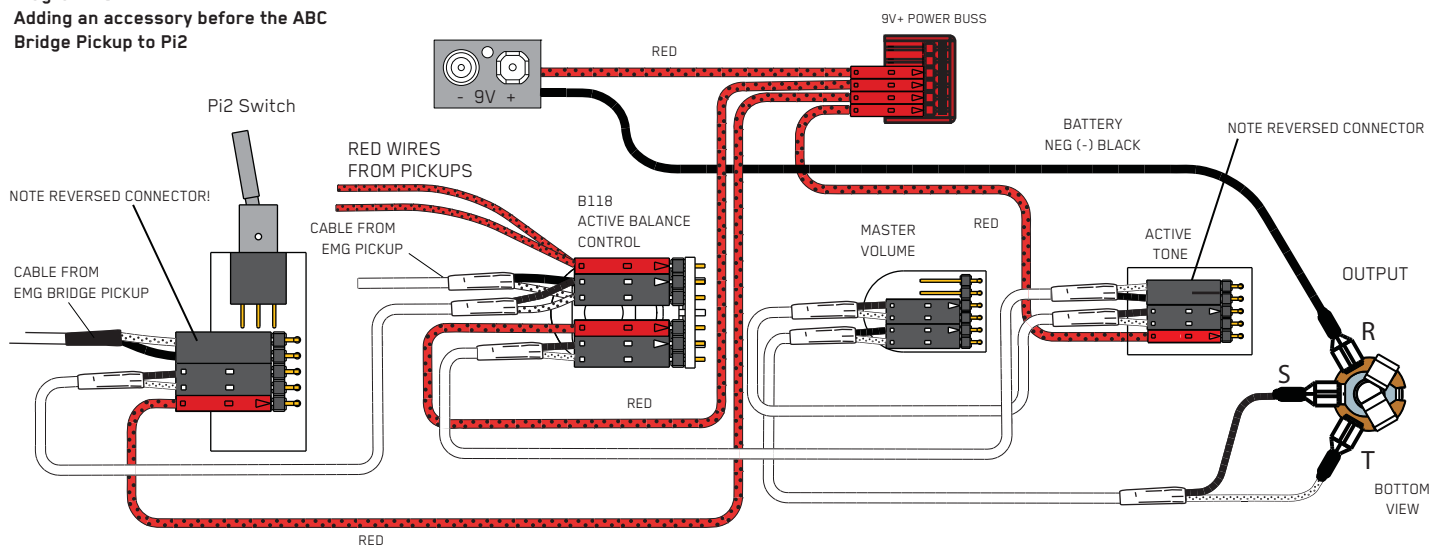 Adding an accessory before the ABC
Bridge Pickup to Pi2
9V+ POWER BUSS
RED
- 9V +
Pi2 Switch
BATTERY
NEG (-) BLACK
NOTE REVERSED CONNECTOR
RED WIRES
FROM PICKUPS
NOTE REVERSED CONNECTOR!
B118
ACTIVE BALANCE
CONTROL
CABLE FROM
EMG PICKUP
MASTER
VOLUME
RED
ACTIVE
TONE
OUTPUT
CABLE FROM
EMG BRIDGE PICKUP
R
S
RED
T
BOTTOM
VIEW
RED